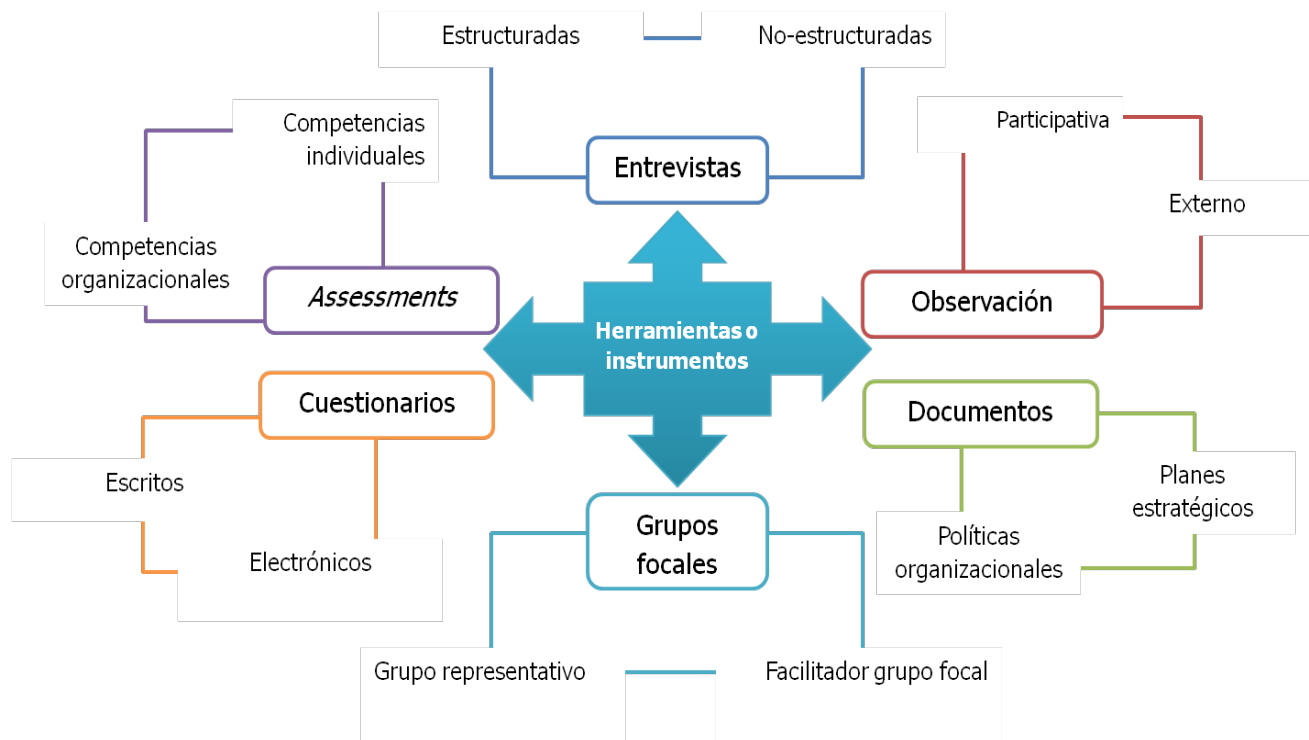 Estructuradas
No-estructuradas
Entrevistas
Competencias
individuales
Competencias
organizacionales
Assessments
Participativa
Externo
Observación
Herramientas o
instrumentos
Cuestionarios
Escritos
Electrónicos
Documentos
Planes
estratégicos
Políticas
organizacionales
Grupos
focales
Grupo representativo
Facilitador grupo focal